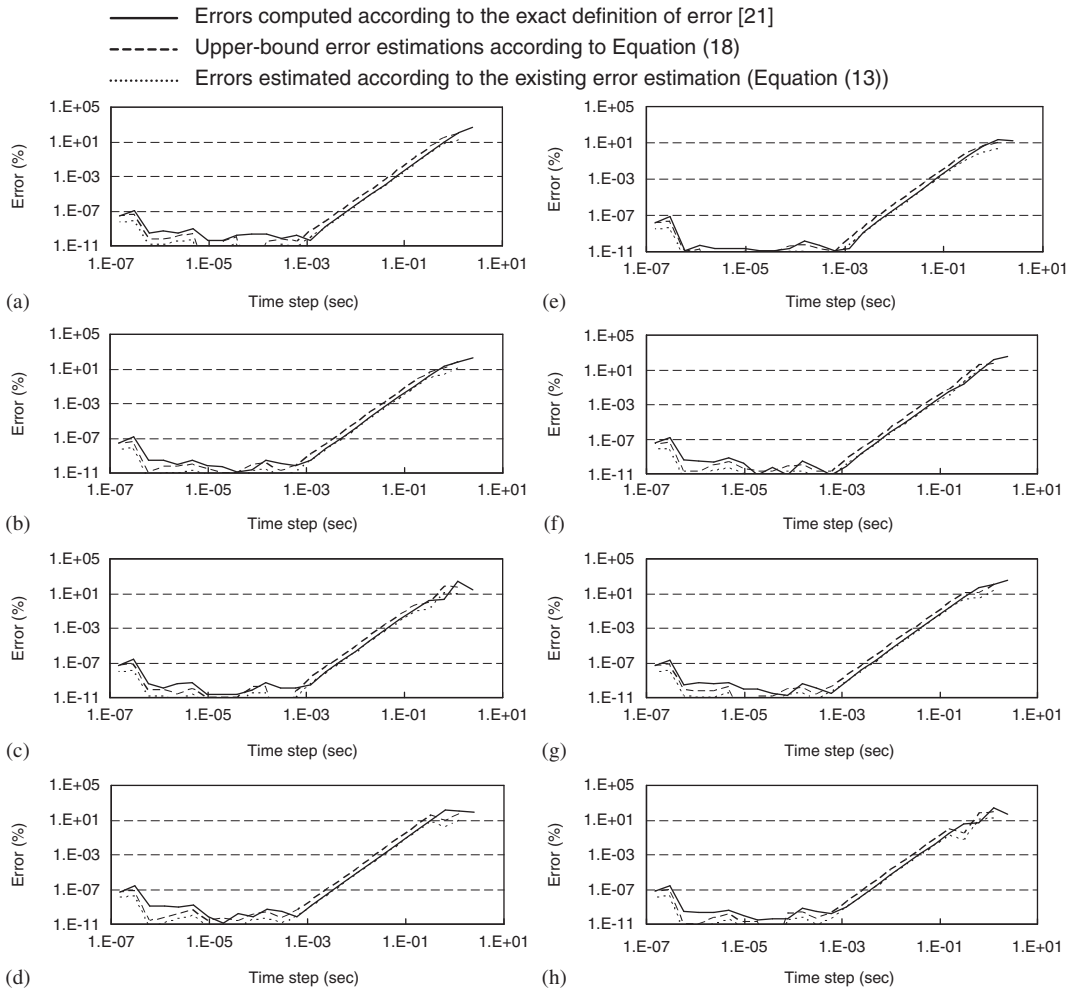 Errors computed according to the exact definition of error [21]
Upper-bound error estimations according to Equation (18)
Errors estimated according to the existing error estimation (Equation (13))
1.E+05
1.E+01
1.E-03
1.E-07
1.E-11
Error (%)
1.E-07 1.E-05 1.E-03 1.E-01 1.E+01
Time step (sec)
(a)
1.E+05
1.E+01
1.E-03
1.E-07
1.E-11
Error (%)
1.E-07 1.E-05 1.E-03 1.E-01 1.E+01
Time step (sec)
(e)
1.E+05
1.E+01
1.E-03
1.E-07
1.E-11
Error (%)
1.E-07 1.E-05 1.E-03 1.E-01 1.E+01
Time step (sec)
(b)
1.E+05
1.E+01
1.E-03
1.E-07
1.E-11
Error (%)
1.E-07 1.E-05 1.E-03 1.E-01 1.E+01
Time step (sec)
(f)
1.E+05
1.E+01
1.E-03
1.E-07
1.E-11
Error (%)
1.E-07 1.E-05 1.E-03 1.E-01 1.E+01
Time step (sec)
(c)
1.E+05
1.E+01
1.E-03
1.E-07
1.E-11
Error (%)
1.E-07 1.E-05 1.E-03 1.E-01 1.E+01
Time step (sec)
(g)
1.E+05
1.E+01
1.E-03
1.E-07
1.E-11
Error (%)
1.E-07 1.E-05 1.E-03 1.E-01 1.E+01
Time step (sec)
(d)
1.E+05
1.E+01
1.E-03
1.E-07
1.E-11
Error (%)
1.E-07 1.E-05 1.E-03 1.E-01 1.E+01
Time step (sec)
(h)